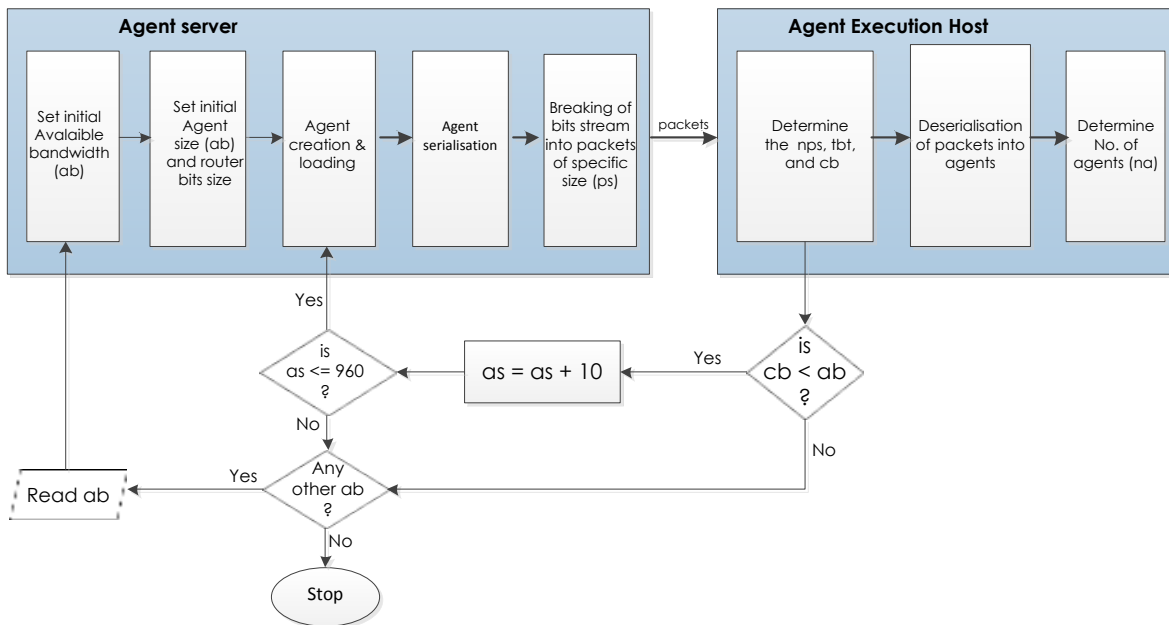 Agent server
Agent Execution Host
Set initial
Avalaible
bandwidth
(ab)
Set initial
Agent
size (ab)
and router
bits size
Agent
creation &
loading
Agent
serialisation
Breaking of
bits stream
into packets
of specific
size (ps)
packets
Determine
the nps, tbt,
and cb
Deserialisation
of packets into
agents
Determine
No. of
agents (na)
Yes
is
as <= 960
?
No
as = as + 10
Yes
is
cb < ab
?
No
Read ab
Yes
Any
other ab
?
No
Stop